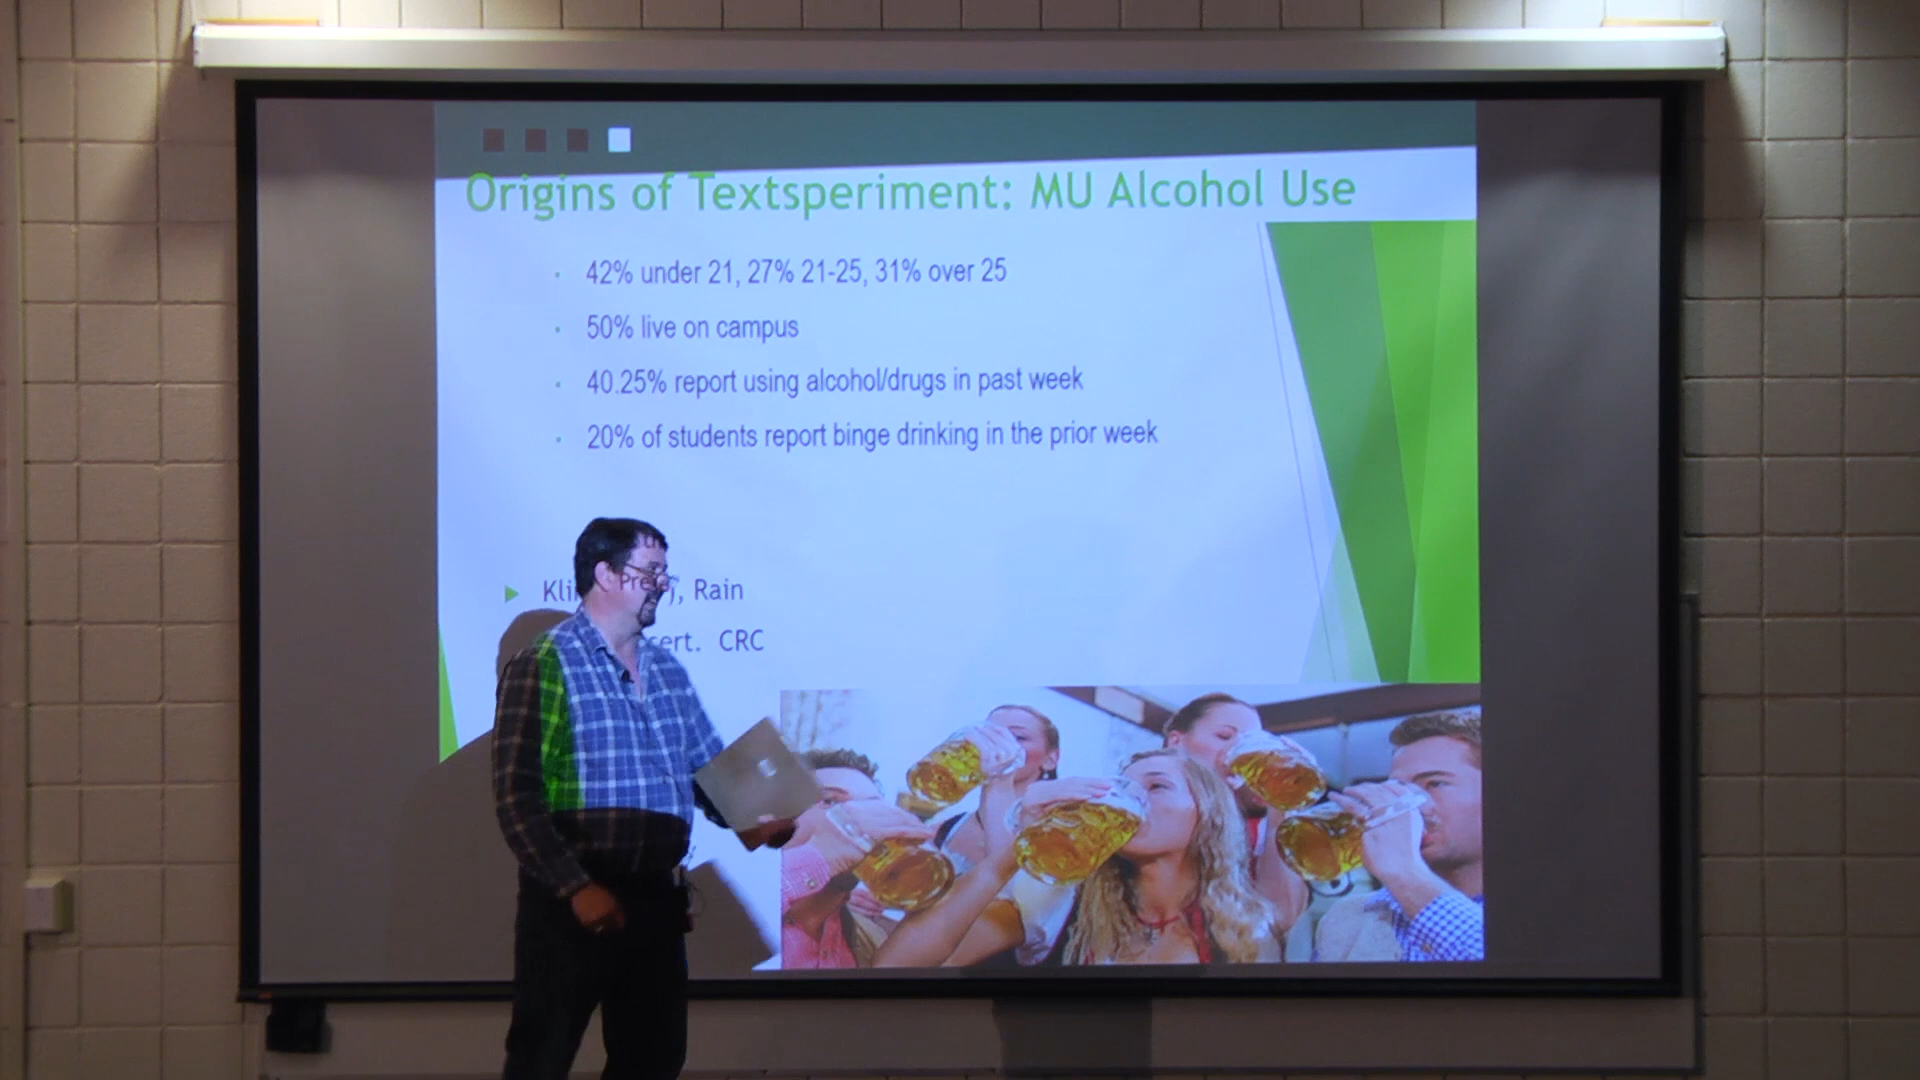 Origins of Textsperiment: MU Alcohol Use
42% under 21, 27% 21-25, 31% over 25
50% live on campus
40.25% report using alcohol/drugs in past week
20% of students report binge drinking in the prior week
Rain
CRC